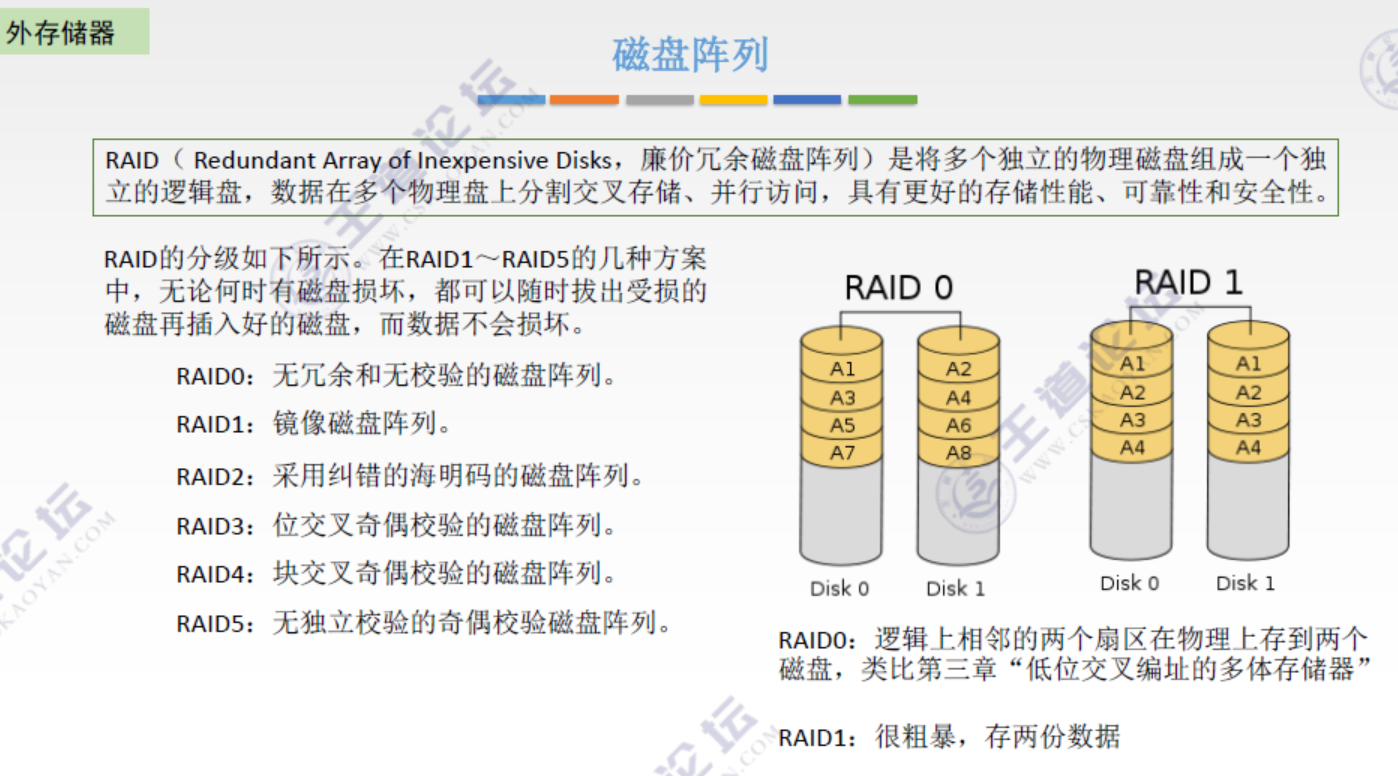 外存储器
磁盘阵列
RAID（ Redundant Array of Inexpensive Disks，廉价冗余磁盘阵列）是将多个独立的物理磁盘组成一个独
立的逻辑盘，数据在多个物理盘上分割交叉存储、并行访问，具有更好的存储性能、可靠性和安全性。
RAID的分级如下所示。在RAID1～RAID5的几种方案
中，无论何时有磁盘损坏，都可以随时拔出受损的
磁盘再插入好的磁盘，而数据不会损坏。
RAID0：无冗余和无校验的磁盘阵列。
RAID1：镜像磁盘阵列。
RAID2：采用纠错的海明码的磁盘阵列。
RAID3：位交叉奇偶校验的磁盘阵列。
RAID4：块交叉奇偶校验的磁盘阵列。
RAID5：无独立校验的奇偶校验磁盘阵列。
RAID 0
A1 A2
A3 A4
A5 A6
A7 A8
Disk 0 Disk 1
RAID 1
A1 A1
A2 A2
A3 A3
A4 A4
Disk 0 Disk 1
RAID0：逻辑上相邻的两个扇区在物理上存到两个
磁盘，类比第三章“低位交叉编址的多体存储器”
RAID1：很粗暴，存两份数据
王道论坛
WWW.CSKAOYAN.COM
王道论坛
WWW.CSKAOYAN.COM
论坛
SKAOYAN.COM
论坛